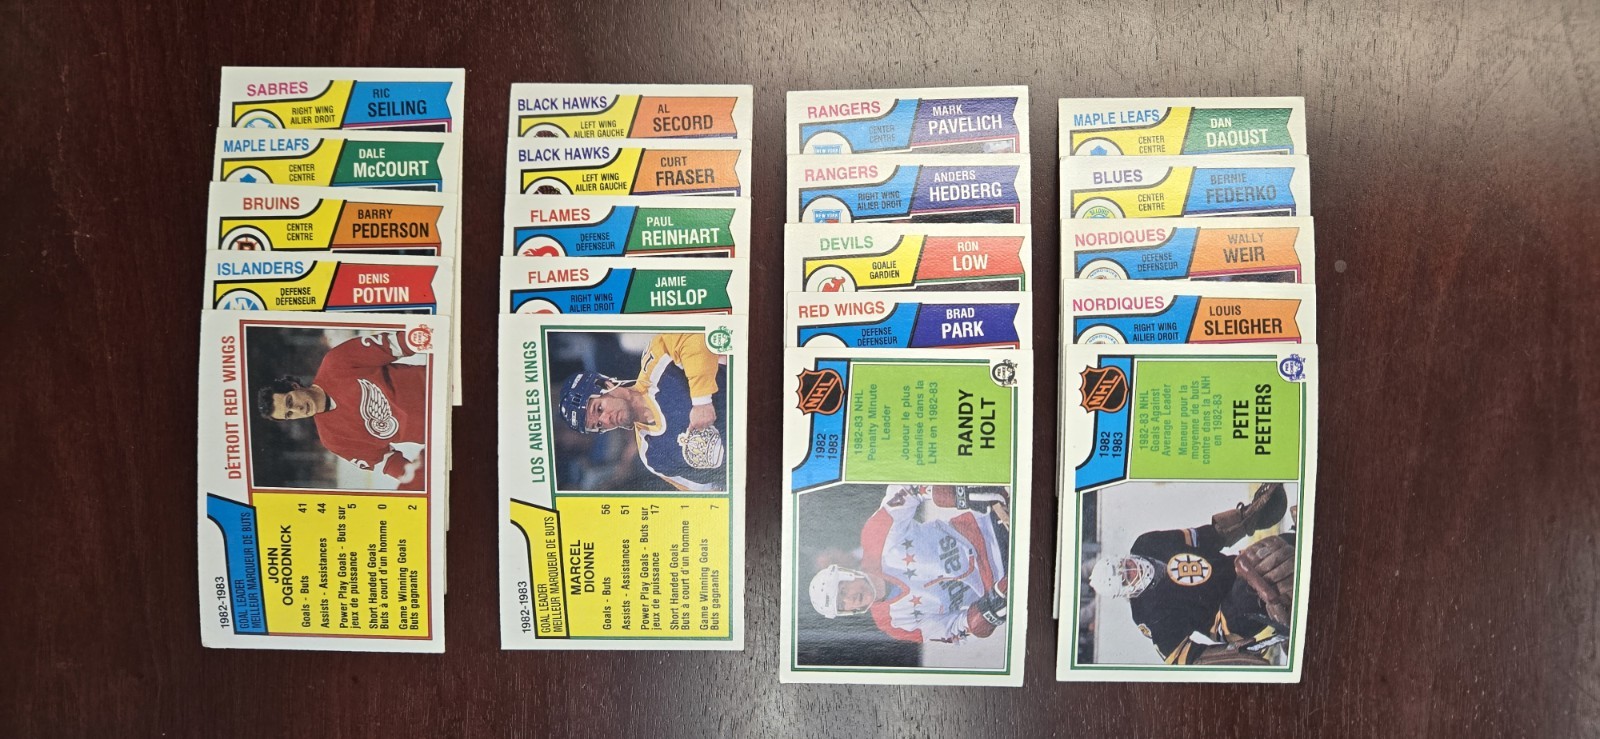 SABRES
RIGHT WING
AILIER DROIT
RIC
SEILING
MAPLE LEAFS
CENTER
CENTRE
DALE
McCOURT
BRUINS
CENTER
CENTRE
BARRY
PEDERSON
ISLANDERS
DEFENSE
DÉFENSEUR
DENIS
POTVIN
DETROIT RED WINGS
1982-1983
GOAL LEADER
MEILLEUR MARQUEUR DE BUTS
JOHN
OGRODNICK
Goals - Buts 41
Assists - Assistances 44
Power Play Goals - Buts sur
jeux de puissance 5
Short Handed Goals
Buts à court d'un homme 0
Game Winning Goals
Buts gagnants 2
BLACK HAWKS
LEFT WING
AILIER GAUCHE
AL
SECORD
BLACK HAWKS
LEFT WING
AILIER GAUCHE
CURT
FRASER
FLAMES
DEFENSE
DÉFENSEUR
PAUL
REINHART
FLAMES
RIGHT WING
AILIER DROIT
JAMIE
HISLOP
LOS ANGELES KINGS
1982-1983
GOAL LEADER
MEILLEUR MARQUEUR DE BUTS
MARCEL
DIONNE
Goals - Buts 56
Assists - Assistances 51
Power Play Goals - Buts sur
jeux de puissance 17
Short Handed Goals
Buts à court d'un homme 1
Game Winning Goals
Buts gagnants 7
RANGERS
CENTER
CENTRE
MARK
PAVELICH
NEW YORK
RANGERS
RIGHT WING
AILIER DROIT
ANDERS
HEDBERG
NEW YORK
DEVILS
GOALIE
GARDIEN
RON
LOW
RED WINGS
DEFENSE
DÉFENSEUR
BRAD
PARK
NHL
1982
1983
1982-83 NHL
Penalty Minute
Leader
Joueur le plus
pénalisé dans la
LNH en 1982-83
RANDY
HOLT
capitals
MAPLE LEAFS
CENTER
CENTRE
DAN
DAOUST
BLUES
CENTER
CENTRE
BERNIE
FEDERKO
NORDIQUES
DEFENSE
DÉFENSEUR
WALLY
WEIR
NORDIQUES
RIGHT WING
AILIER DROIT
LOUIS
SLEIGHER
NHL
1982
1983
1982-83 NHL
Goals Against
Average Leader
Meneur pour la
moyenne de buts
contre dans la LNH
en 1982-83
PETE
PEETERS
B